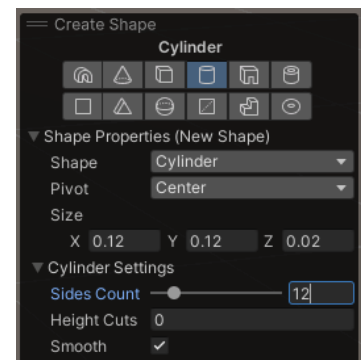 Create Shape
Cylinder
Shape Properties (New Shape)
Shape Cylinder
Pivot Center
Size
X 0.12 Y 0.12 Z 0.02
Cylinder Settings
Sides Count 12
Height Cuts 0
Smooth